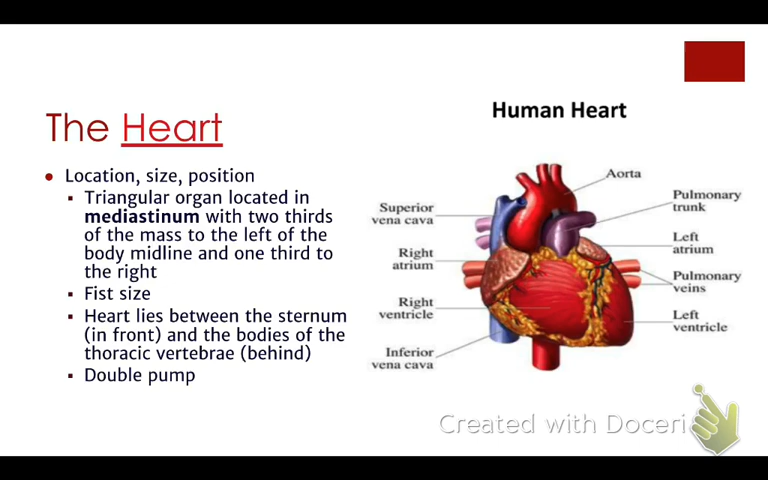 The Heart
Location, size, position
Triangular organ located in
mediastinum with two thirds
of the mass to the left of the
body midline and one third to
the right
Fist size
Heart lies between the sternum
(in front) and the bodies of the
thoracic vertebrae (behind)
Double pump
Human Heart
Aorta
Superior
vena cava
Pulmonary
trunk
Right
atrium
Left
atrium
Pulmonary
veins
Right
ventricle
Left
ventricle
Inferior
vena cava
Created with Doceri